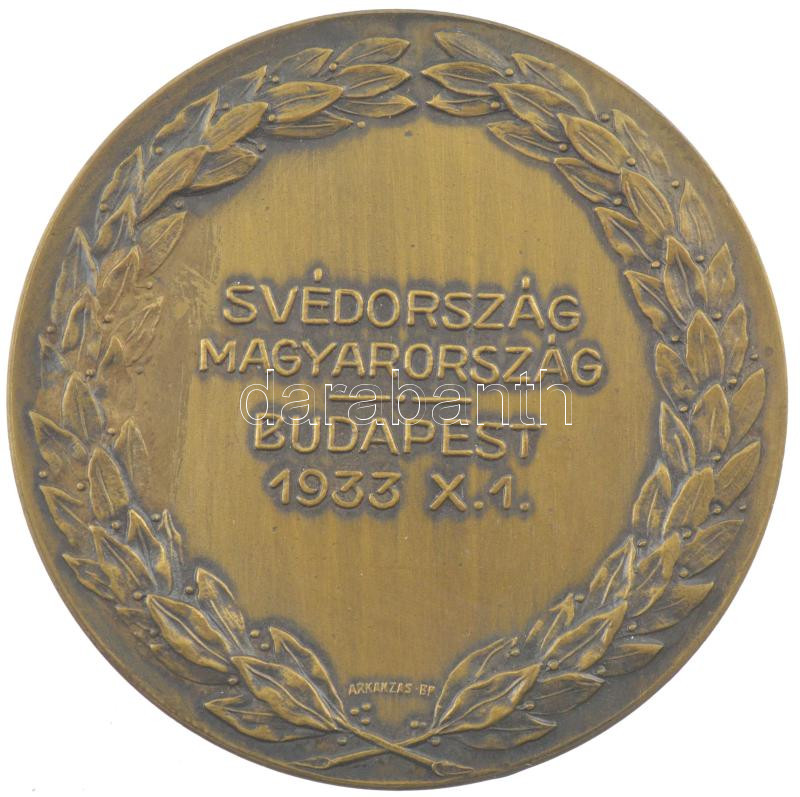 SVÉDORSZÁG
MAGYARORSZÁG
darabanth
BUDAPEST
1933 X.1.
ARKANZAS-BP